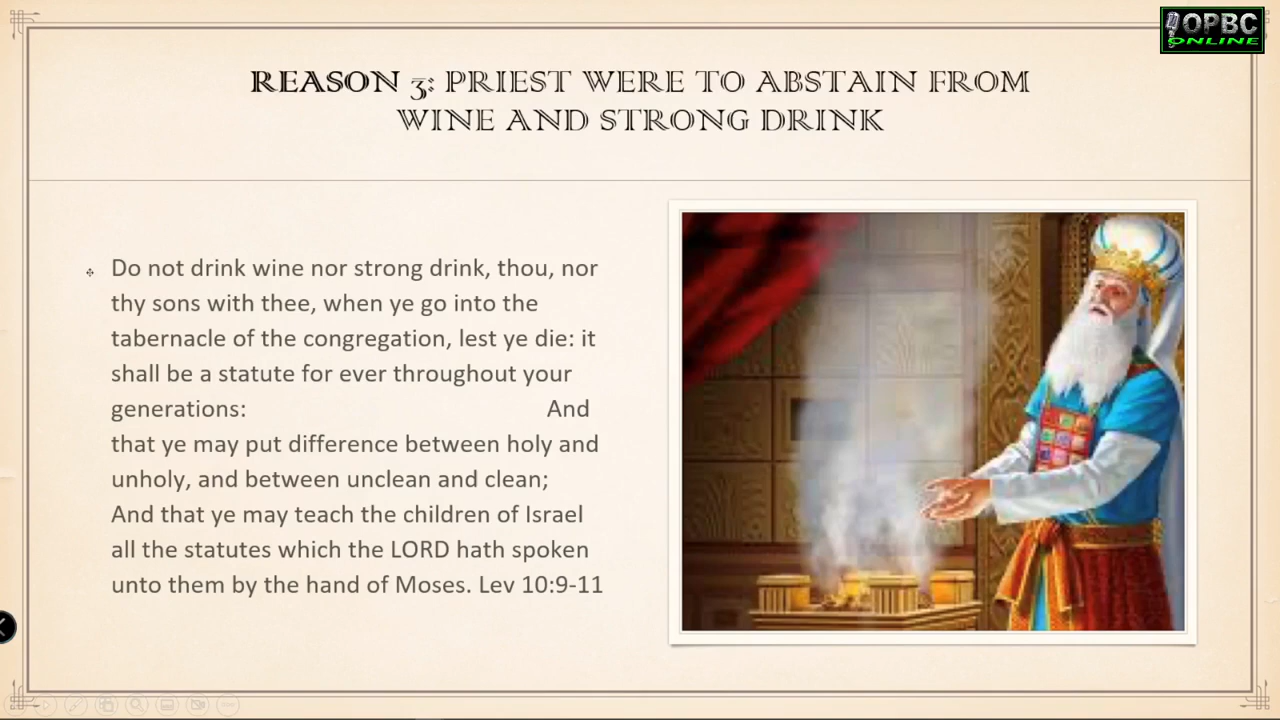 OPBC
ONLINE
REASON 3: PRIEST WERE TO ABSTAIN FROM
WINE AND STRONG DRINK
Do not drink wine nor strong drink, thou, nor
thy sons with thee, when ye go into the
tabernacle of the congregation, lest ye die: it
shall be a statute for ever throughout your
generations: And
that ye may put difference between holy and
unholy, and between unclean and clean;
And that ye may teach the children of Israel
all the statutes which the LORD hath spoken
unto them by the hand of Moses. Lev 10:9-11